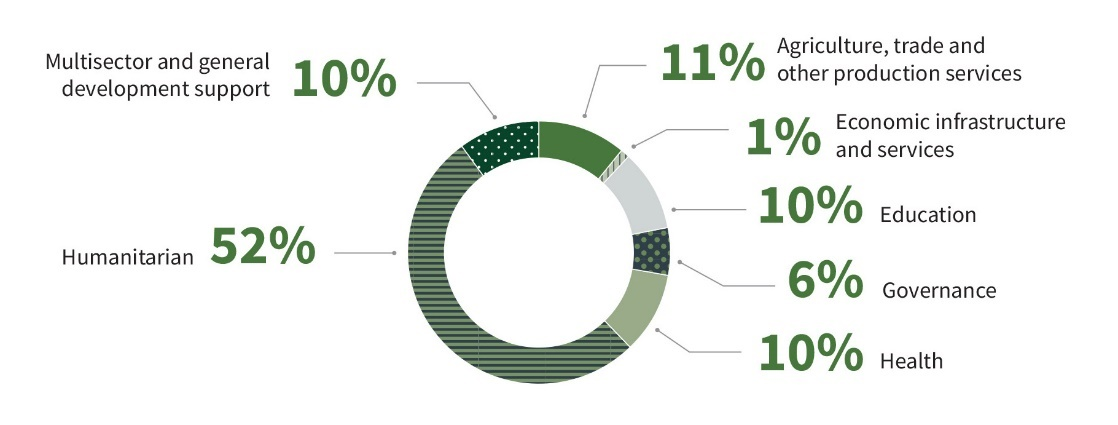 Multisector and general
development support
10%
11%
Agriculture, trade and
other production services
1%
Economic infrastructure
and services
10%
Education
Humanitarian
52%
6%
Governance
10%
Health